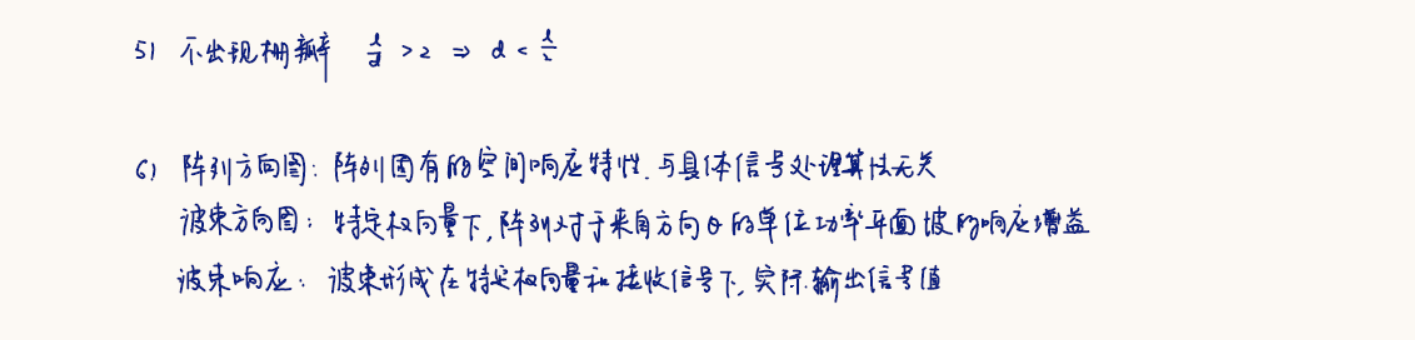 5) 不出现栅瓣 λ/d > 2 ⇒ d < λ/2
6) 阵列方向图: 阵列固有的空间响应特性. 与具体信号处理算法无关
波束方向图: 特定权向量下, 阵列对于来自方向θ的单位功率平面波的响应增益
波束响应: 波束形成在特定权向量和接收信号下, 实际输出信号值